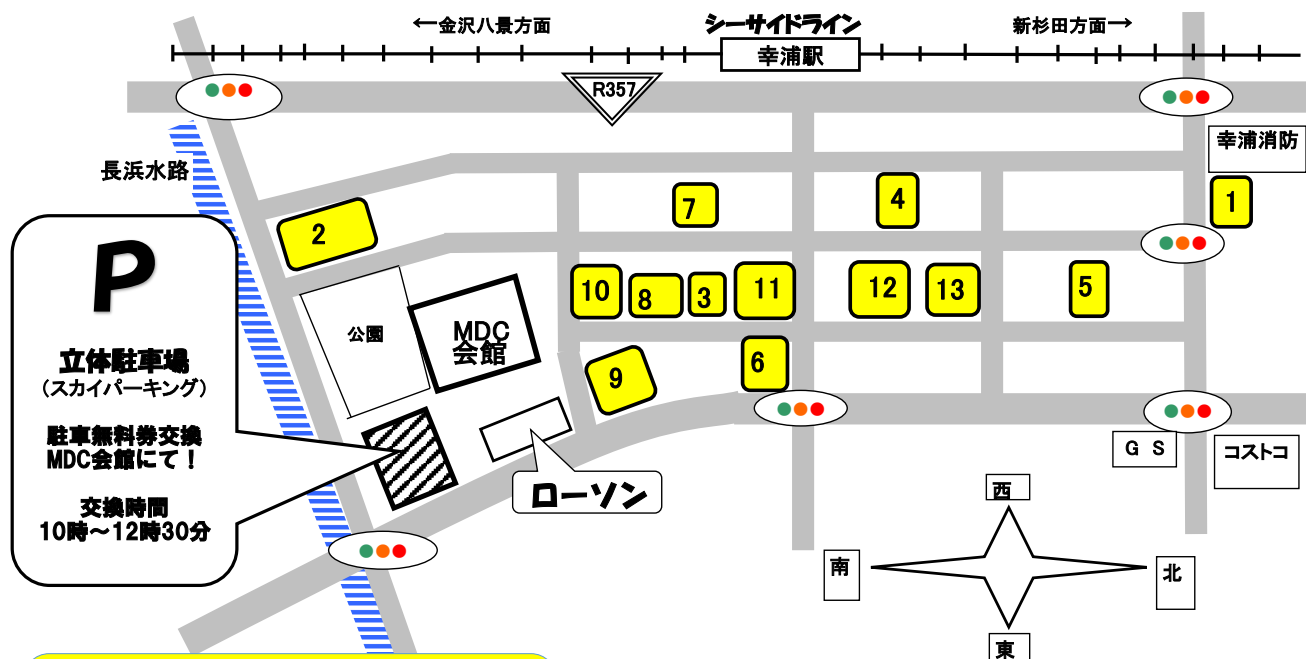 ←金沢八景方面
シーサイドライン
新杉田方面→
幸浦駅
R357
幸浦消防
長浜水路
1
2
7
4
P
立体駐車場
（スカイパーキング）
駐車無料券交換
MDC会館にて！
交換時間
10時～12時30分
公園
MDC
会館
10
8
3
11
12
13
5
9
6
ローソン
ＧＳ
コストコ
西
南
北
東